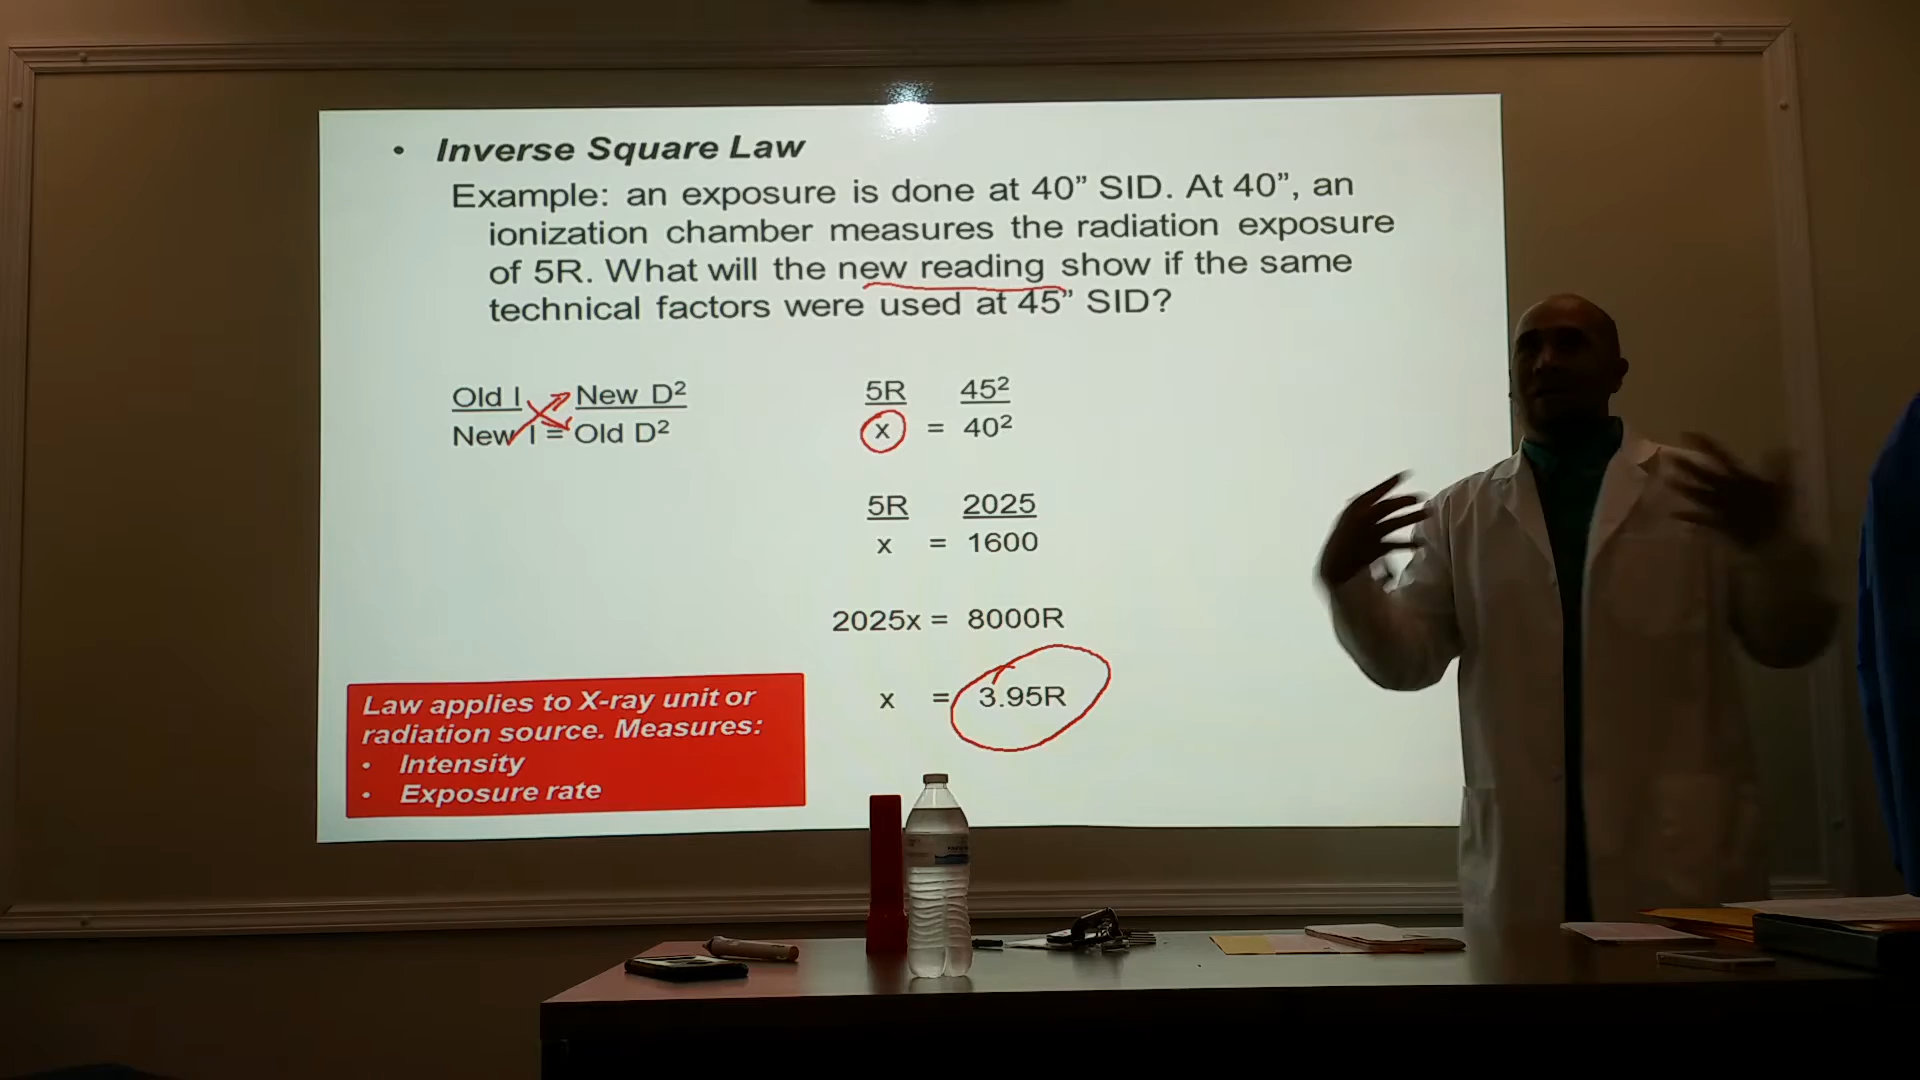 • Inverse Square Law
Example: an exposure is done at 40” SID. At 40”, an
ionization chamber measures the radiation exposure
of 5R. What will the new reading show if the same
technical factors were used at 45” SID?
Old I New D²
New I = Old D²
5R 45²
x = 40²
5R 2025
x = 1600
2025x = 8000R
x = 3.95R
Law applies to X-ray unit or
radiation source. Measures:
• Intensity
• Exposure rate